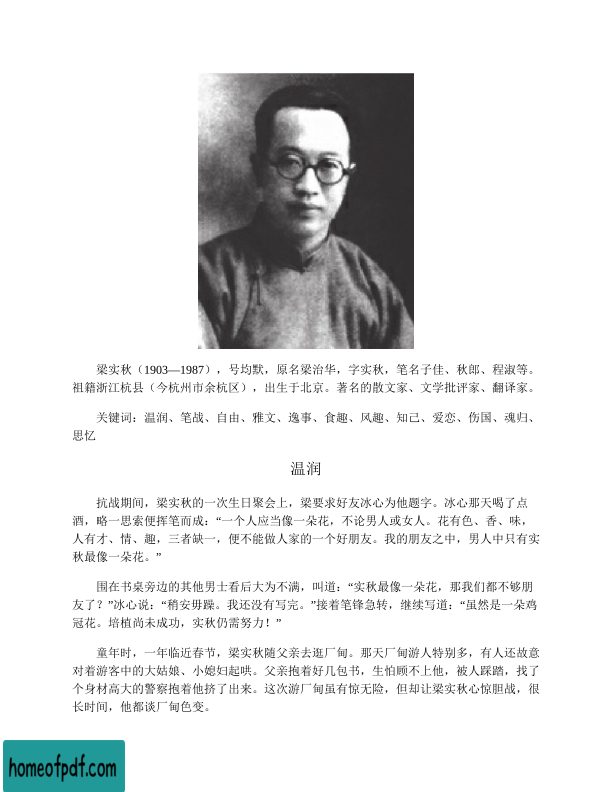 梁实秋（1903—1987），号均默，原名梁治华，字实秋，笔名子佳、秋郎、程淑等。
祖籍浙江杭县（今杭州市余杭区），出生于北京。著名的散文家、文学批评家、翻译家。
关键词：温润、笔战、自由、雅文、逸事、食趣、风趣、知己、爱恋、伤国、魂归、
思忆
温润
抗战期间，梁实秋的一次生日聚会上，梁要求好友冰心为他题字。冰心那天喝了点
酒，略一思索便挥笔而成：“一个人应当像一朵花，不论男人或女人。花有色、香、味，
人有才、情、趣，三者缺一，便不能做人家的一个好朋友。我的朋友之中，男人中只有实
秋最像一朵花。”
围在书桌旁边的其他男士看后大为不满，叫道：“实秋最像一朵花，那我们都不够朋
友了？”冰心说：“稍安毋躁。我还没有写完。”接着笔锋急转，继续写道：“虽然是一朵鸡
冠花。培植尚未成功，实秋仍需努力！”
童年时，一年临近春节，梁实秋随父亲去逛厂甸。那天厂甸游人特别多，有人还故意
对着游客中的大姑娘、小媳妇起哄。父亲抱着好几包书，生怕顾不上他，被人踩踏，找了
个身材高大的警察抱着他挤了出来。这次游厂甸虽有惊无险，但却让梁实秋心惊胆战，很
长时间，他都谈厂甸色变。
homeofpdf.com